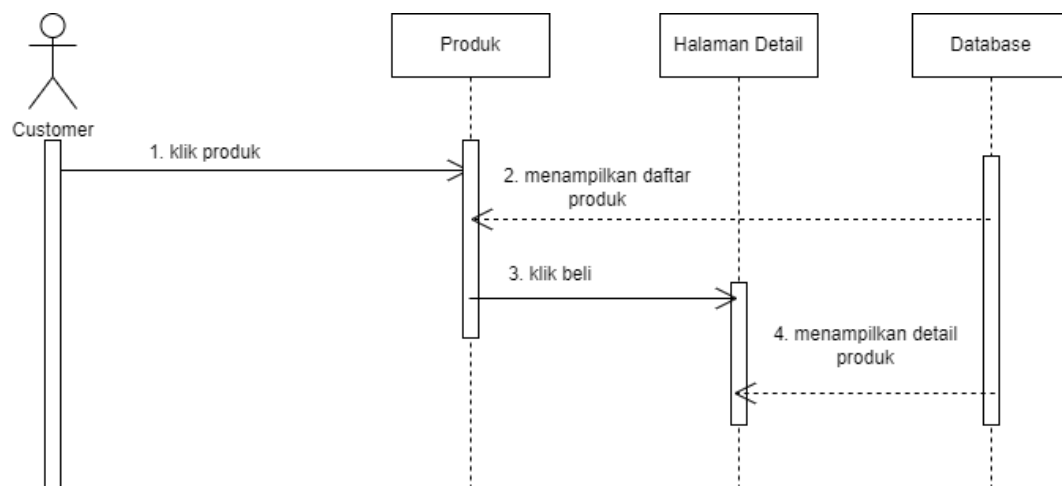 Produk
Halaman Detail
Database
Customer
1. klik produk
2. menampilkan daftar
produk
3. klik beli
4. menampilkan detail
produk